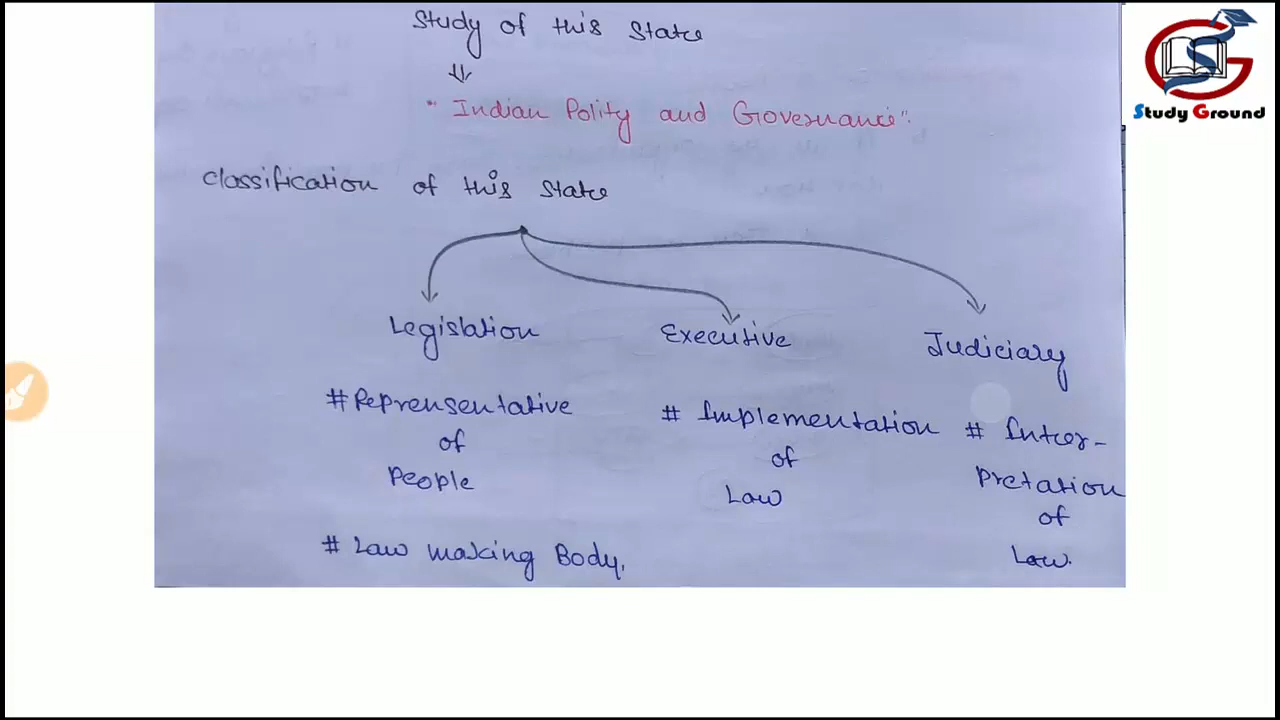 Study of this State
"Indian Polity and Governance".
Classification of this State
Legislation
Executive
Judiciary
# Reprensentative
of
People
# Law making Body.
# Implementation
of
Law
# Inter-
pretation
of
Law.
Study Ground